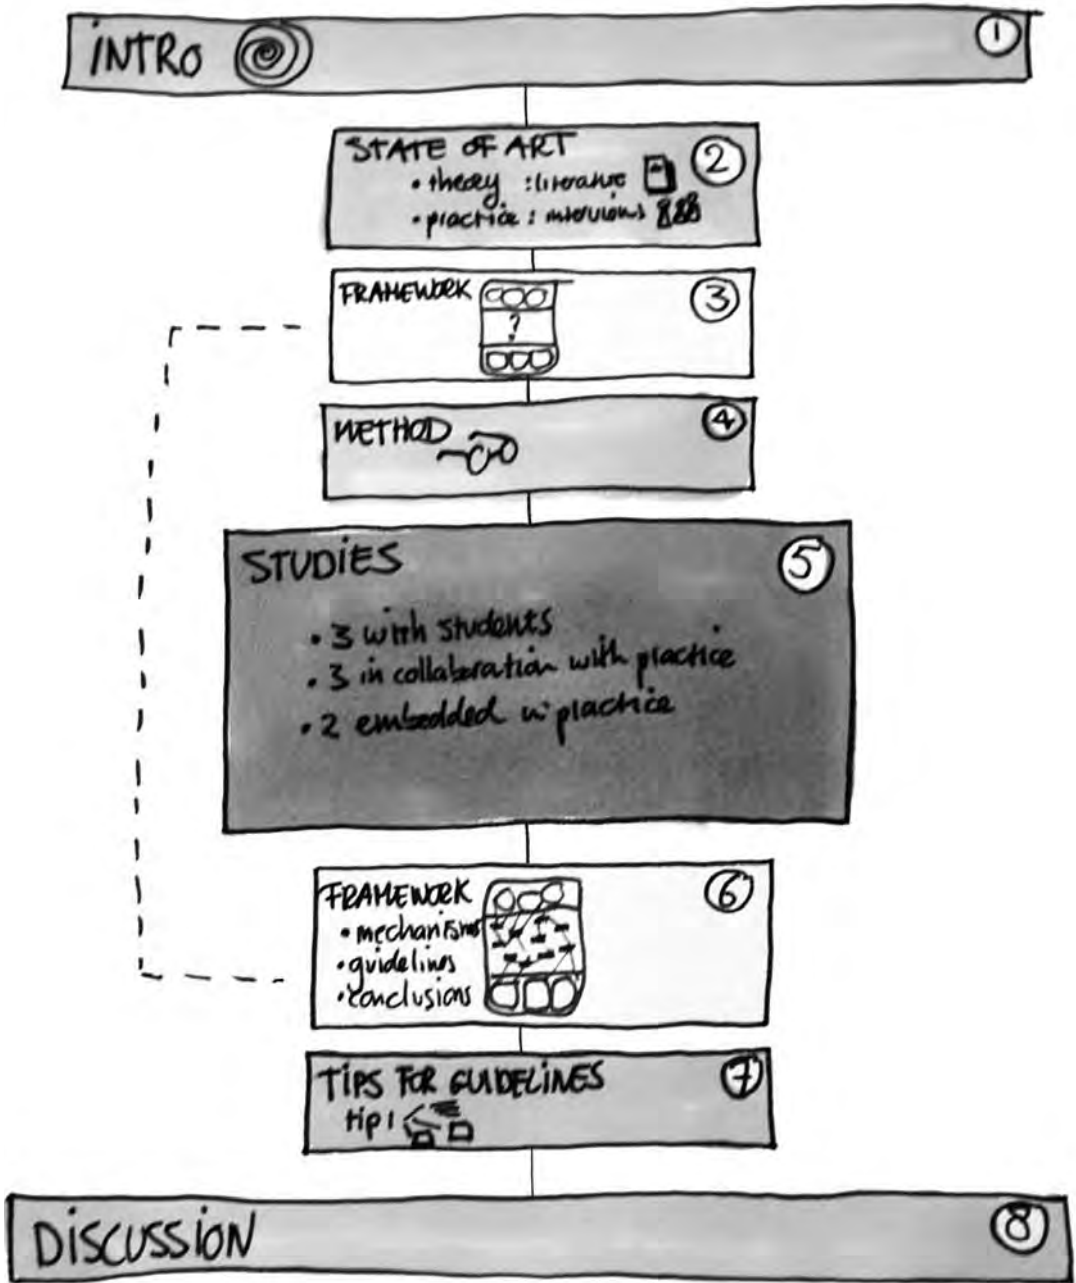 iNTRO 1
STATE OF ART 2
• theory : literature
• practice : interviews
FRAMEWORK 3
?
METHOD 4
STUDiES 5
• 3 with students
• 3 in collaboration with practice
• 2 embedded in practice
FRAMEWORK 6
• mechanisms
• guidelines
• conclusions
TiPS FOR GUiDELiNES 7
tip 1
DiSCUSSiON 8